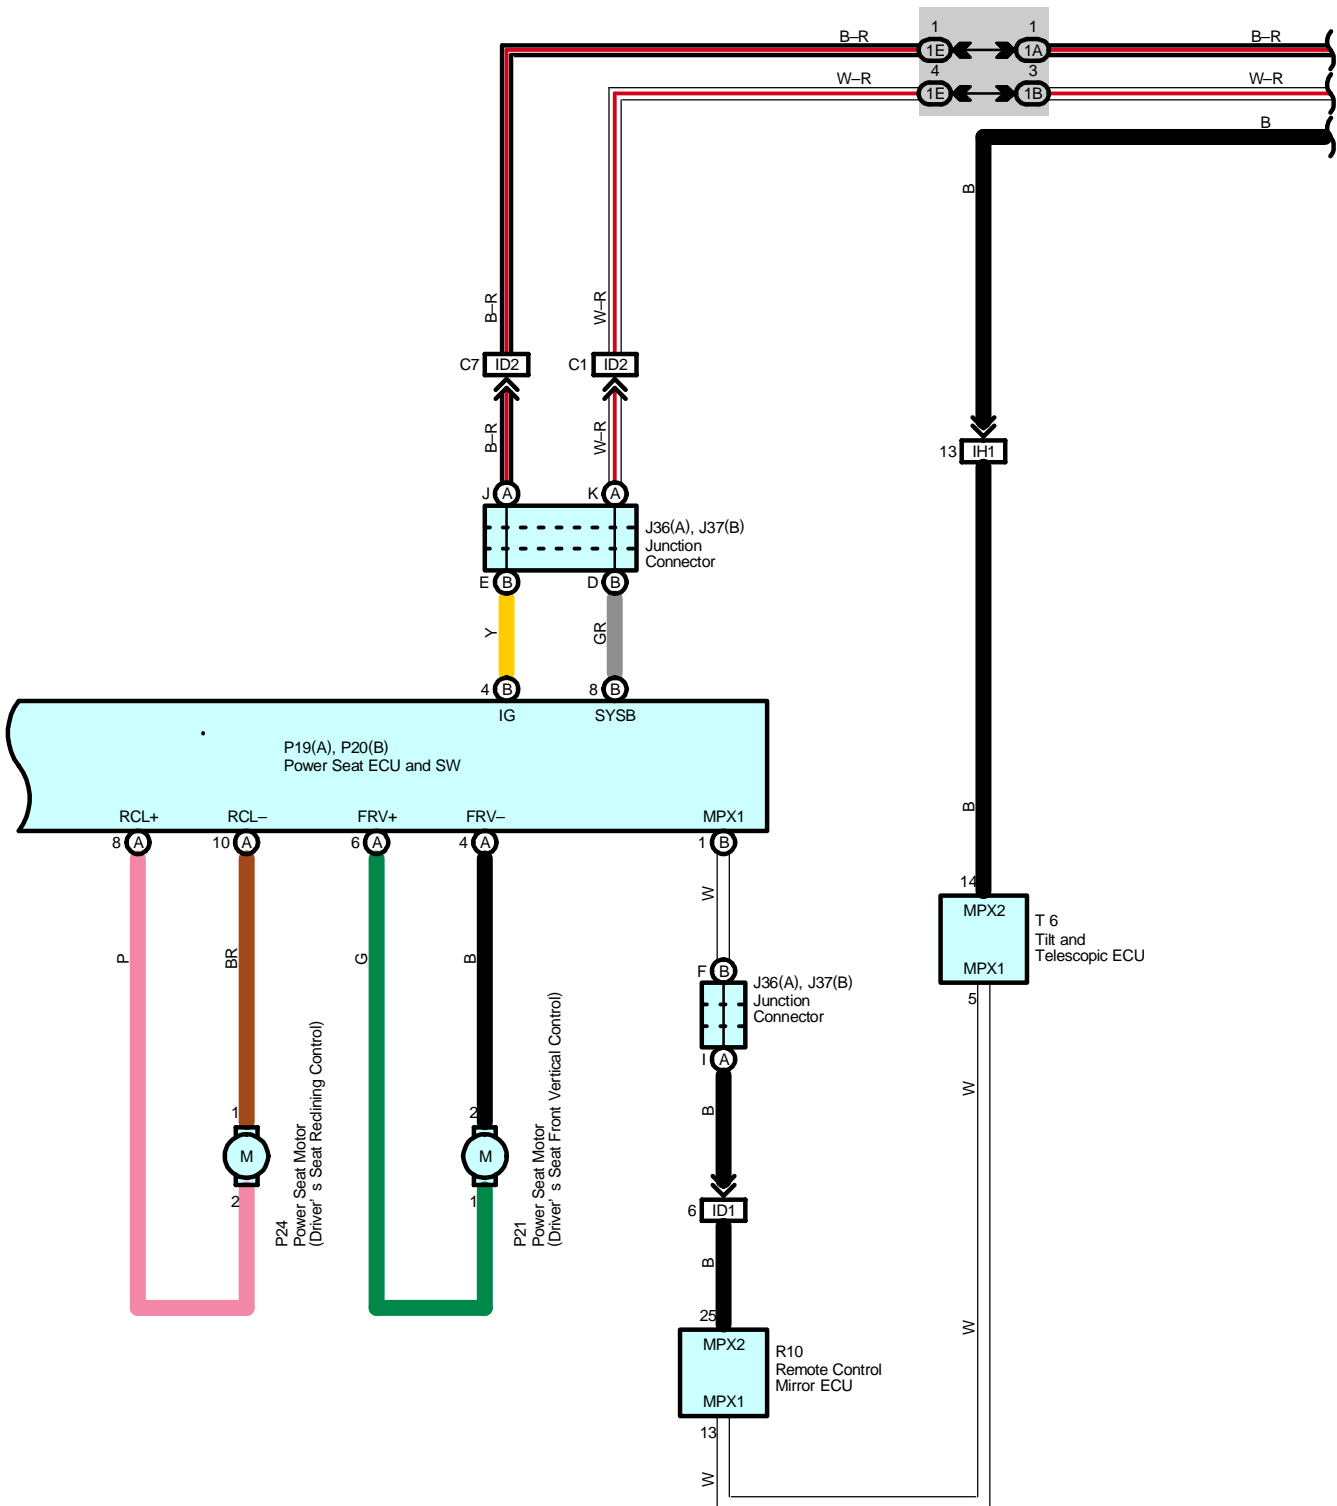 1 1
B–R 1E 1A B–R
4 3
W–R 1E 1B W–R
B
B
B–R W–R
C7 ID2 C1 ID2
B–R W–R
13 IH1
J A K A
J36(A), J37(B)
Junction
Connector
E B D B
Y GR
4 B 8 B
IG SYSB
P19(A), P20(B)
Power Seat ECU and SW
B
RCL+ RCL– FRV+ FRV– MPX1
8 A 10 A 6 A 4 A 1 B
W
14
MPX2
T 6
Tilt and
Telescopic ECU
MPX1
5
P BR G B
F B
J36(A), J37(B)
Junction
Connector
I A
W
B
1 2
M M
2 1
P24
Power Seat Motor
(Driver' s Seat Reclining Control)
P21
Power Seat Motor
(Driver' s Seat Front Vertical Control)
6 ID1
B
25
MPX2
R10
Remote Control
Mirror ECU
MPX1
13
W
W